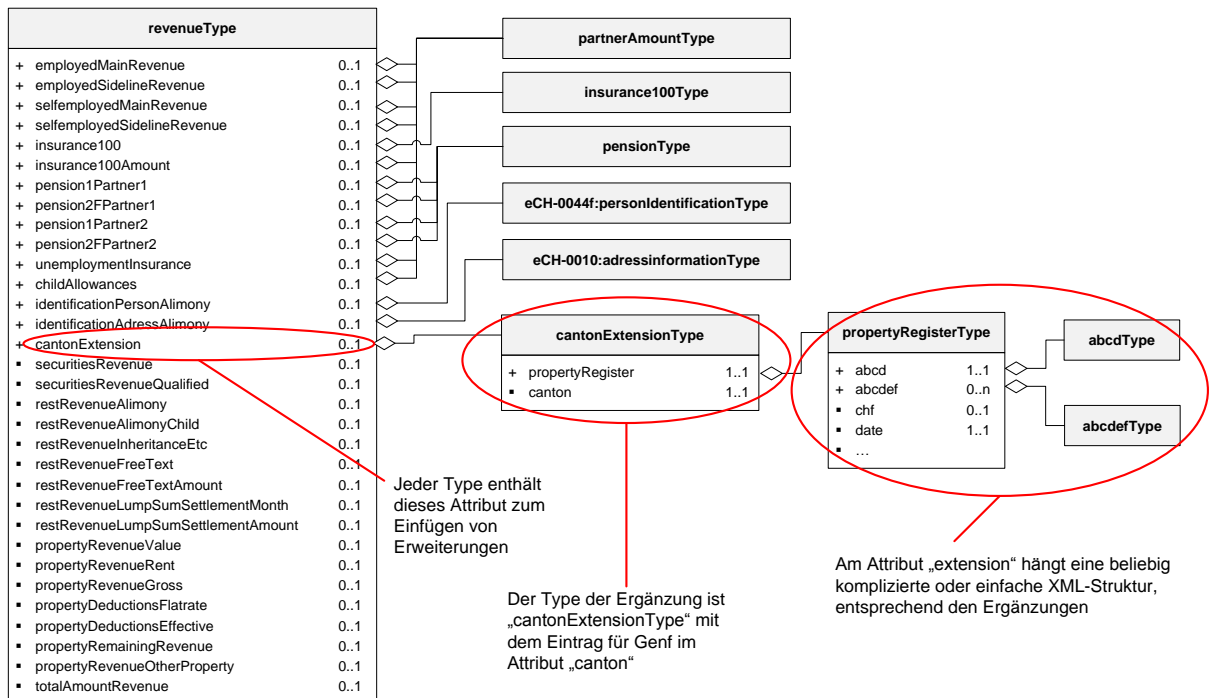 revenueType
+ employedMainRevenue 0..1
+ employedSidelineRevenue 0..1
+ selfemployedMainRevenue 0..1
+ selfemployedSidelineRevenue 0..1
+ insurance100 0..1
+ insurance100Amount 0..1
+ pension1Partner1 0..1
+ pension2FPartner1 0..1
+ pension1Partner2 0..1
+ pension2FPartner2 0..1
+ unemploymentInsurance 0..1
+ childAllowances 0..1
+ identificationPersonAlimony 0..1
+ identificationAdressAlimony 0..1
+ cantonExtension 0..1
▪ securitiesRevenue 0..1
▪ securitiesRevenueQualified 0..1
▪ restRevenueAlimony 0..1
▪ restRevenueAlimonyChild 0..1
▪ restRevenueInheritanceEtc 0..1
▪ restRevenueFreeText 0..1
▪ restRevenueFreeTextAmount 0..1
▪ restRevenueLumpSumSettlementMonth 0..1
▪ restRevenueLumpSumSettlementAmount 0..1
▪ propertyRevenueValue 0..1
▪ propertyRevenueRent 0..1
▪ propertyRevenueGross 0..1
▪ propertyDeductionsFlatrate 0..1
▪ propertyDeductionsEffective 0..1
▪ propertyRemainingRevenue 0..1
▪ propertyRevenueOtherProperty 0..1
▪ totalAmountRevenue 0..1
partnerAmountType
insurance100Type
pensionType
eCH-0044f:personIdentificationType
eCH-0010:adressinformationType
cantonExtensionType
+ propertyRegister 1..1
▪ canton 1..1
propertyRegisterType
+ abcd 1..1
+ abcdef 0..n
▪ chf 0..1
▪ date 1..1
▪ …
abcdType
abcdefType
Jeder Type enthält
dieses Attribut zum
Einfügen von
Erweiterungen
Der Type der Ergänzung ist
„cantonExtensionType“ mit
dem Eintrag für Genf im
Attribut „canton“
Am Attribut „extension“ hängt eine beliebig
komplizierte oder einfache XML-Struktur,
entsprechend den Ergänzungen